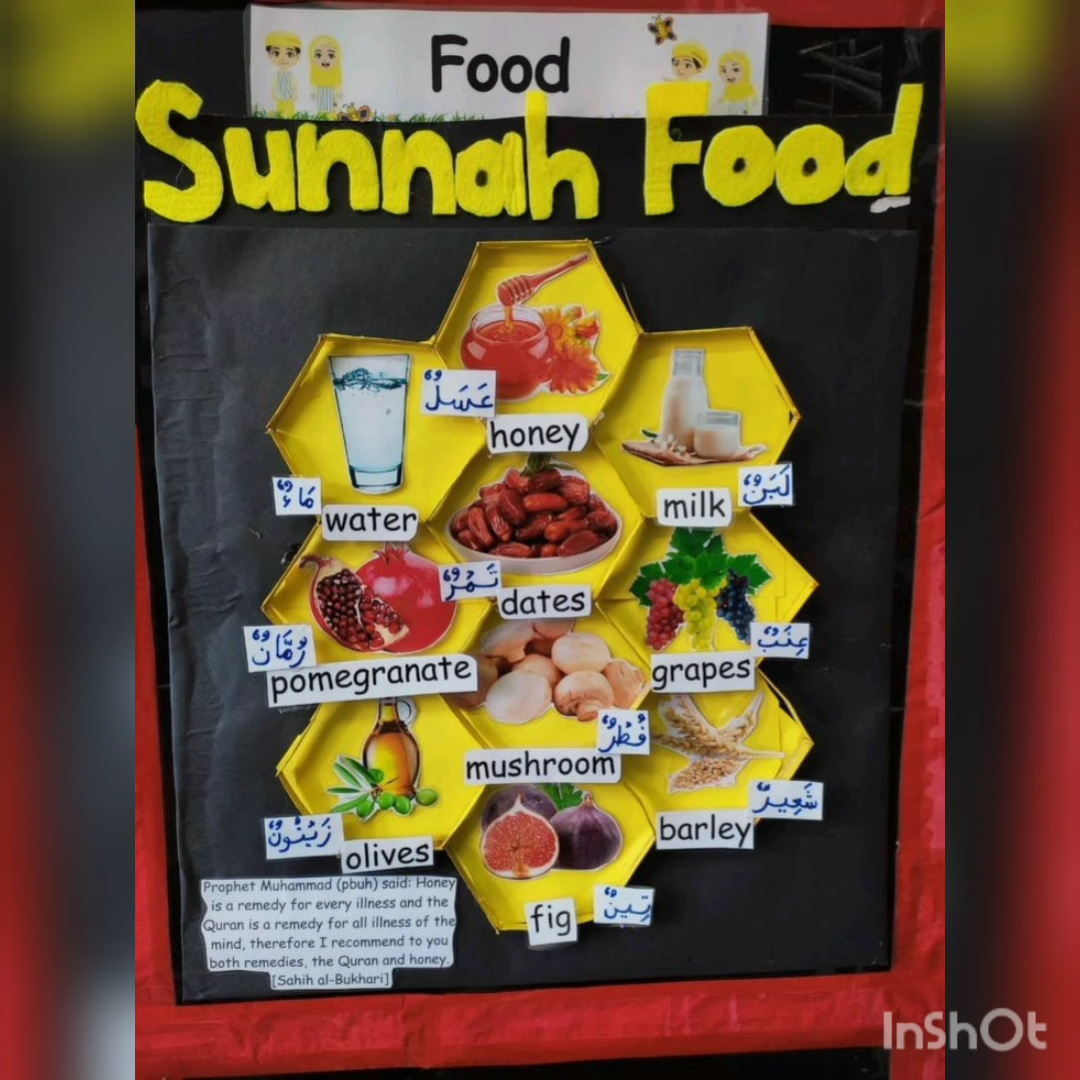 Food
Sunnah Food
عَسَلٌ
honey
مَاءٌ
water
milk
لَبَنٌ
تَمْرٌ
dates
رُمَّانٌ
pomegranate
grapes
عِنَبٌ
فُطْرٌ
mushroom
زَيْتُونٌ
olives
barley
شَعِيرٌ
fig
تِينٌ
Prophet Muhammad (pbuh) said: Honey
is a remedy for every illness and the
Quran is a remedy for all illness of the
mind, therefore I recommend to you
both remedies, the Quran and honey.
[Sahih al-Bukhari]
InShOt